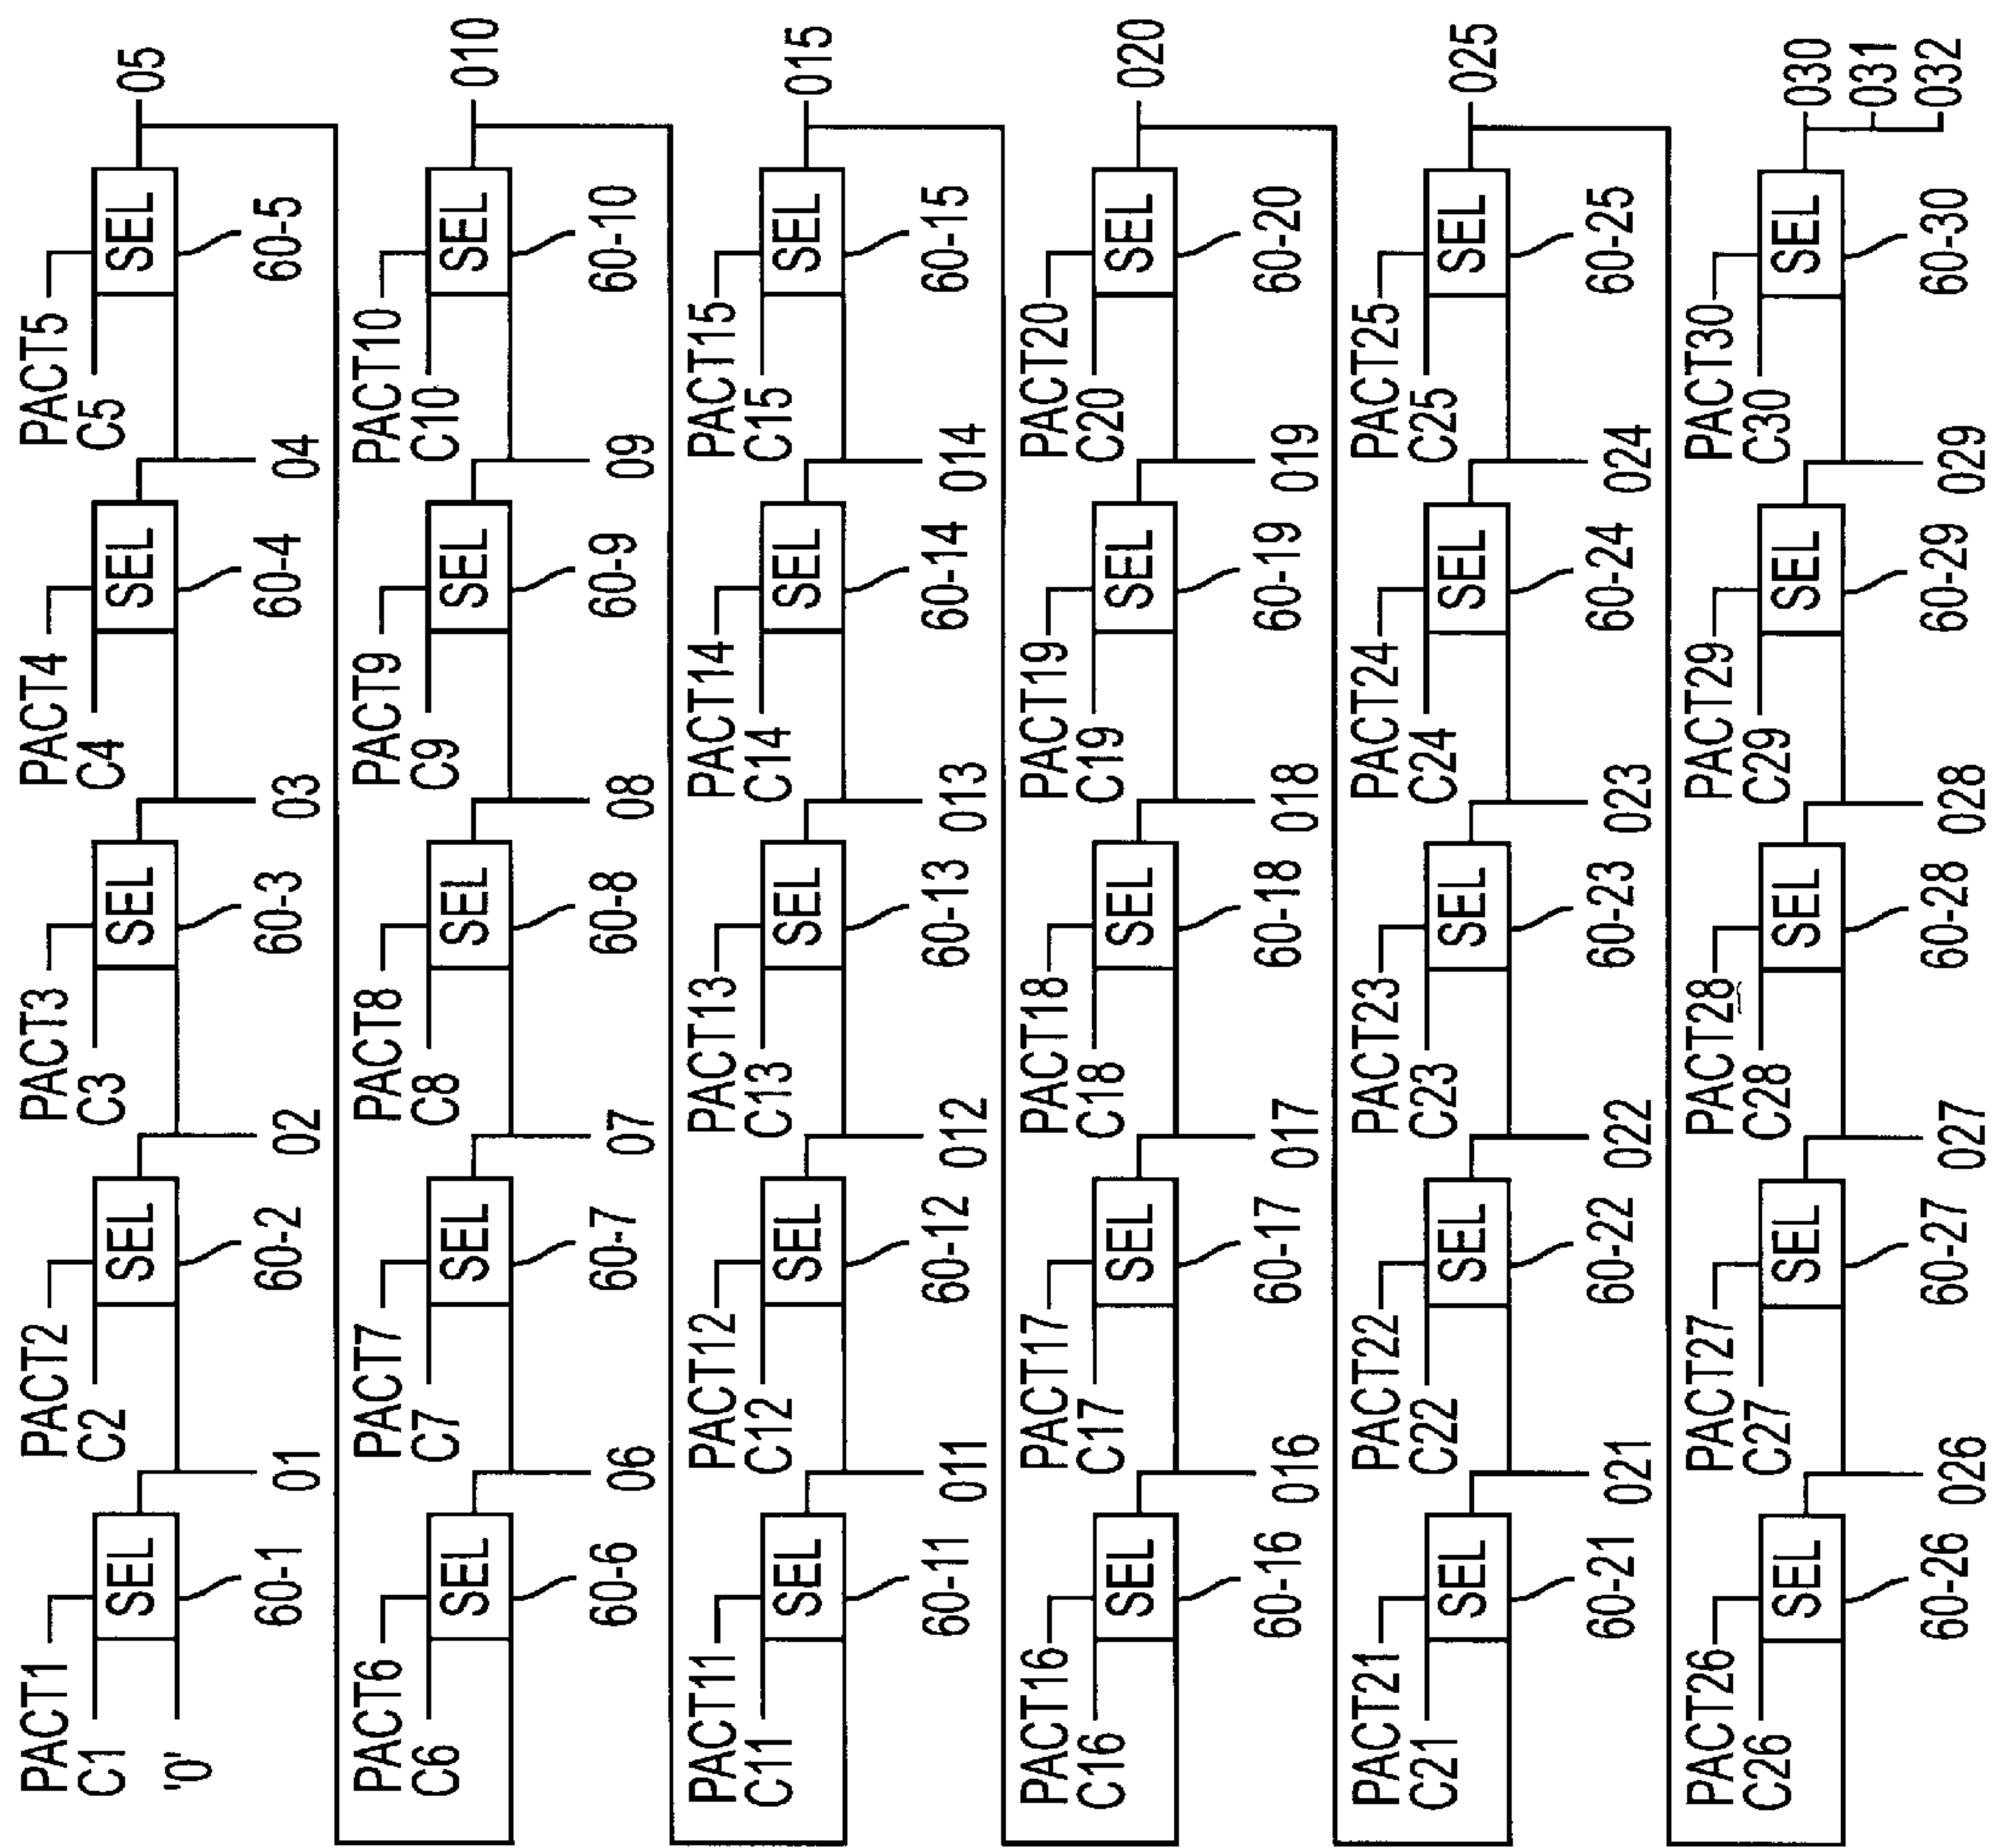 PACT1 PACT2 PACT3 PACT4 PACT5
C1 C2 C3 C4 C5
'0'
SEL SEL SEL SEL SEL 05
60-1 01 60-2 02 60-3 03 60-4 04 60-5
PACT6 PACT7 PACT8 PACT9 PACT10
C6 C7 C8 C9 C10
SEL SEL SEL SEL SEL 010
60-6 06 60-7 07 60-8 08 60-9 09 60-10
PACT11 PACT12 PACT13 PACT14 PACT15
C11 C12 C13 C14 C15
SEL SEL SEL SEL SEL 015
60-11 011 60-12 012 60-13 013 60-14 014 60-15
PACT16 PACT17 PACT18 PACT19 PACT20
C16 C17 C18 C19 C20
SEL SEL SEL SEL SEL 020
60-16 016 60-17 017 60-18 018 60-19 019 60-20
PACT21 PACT22 PACT23 PACT24 PACT25
C21 C22 C23 C24 C25
SEL SEL SEL SEL SEL 025
60-21 021 60-22 022 60-23 023 60-24 024 60-25
PACT26 PACT27 PACT28 PACT29 PACT30
C26 C27 C28 C29 C30
SEL SEL SEL SEL SEL 030
031
032
60-26 026 60-27 027 60-28 028 60-29 029 60-30